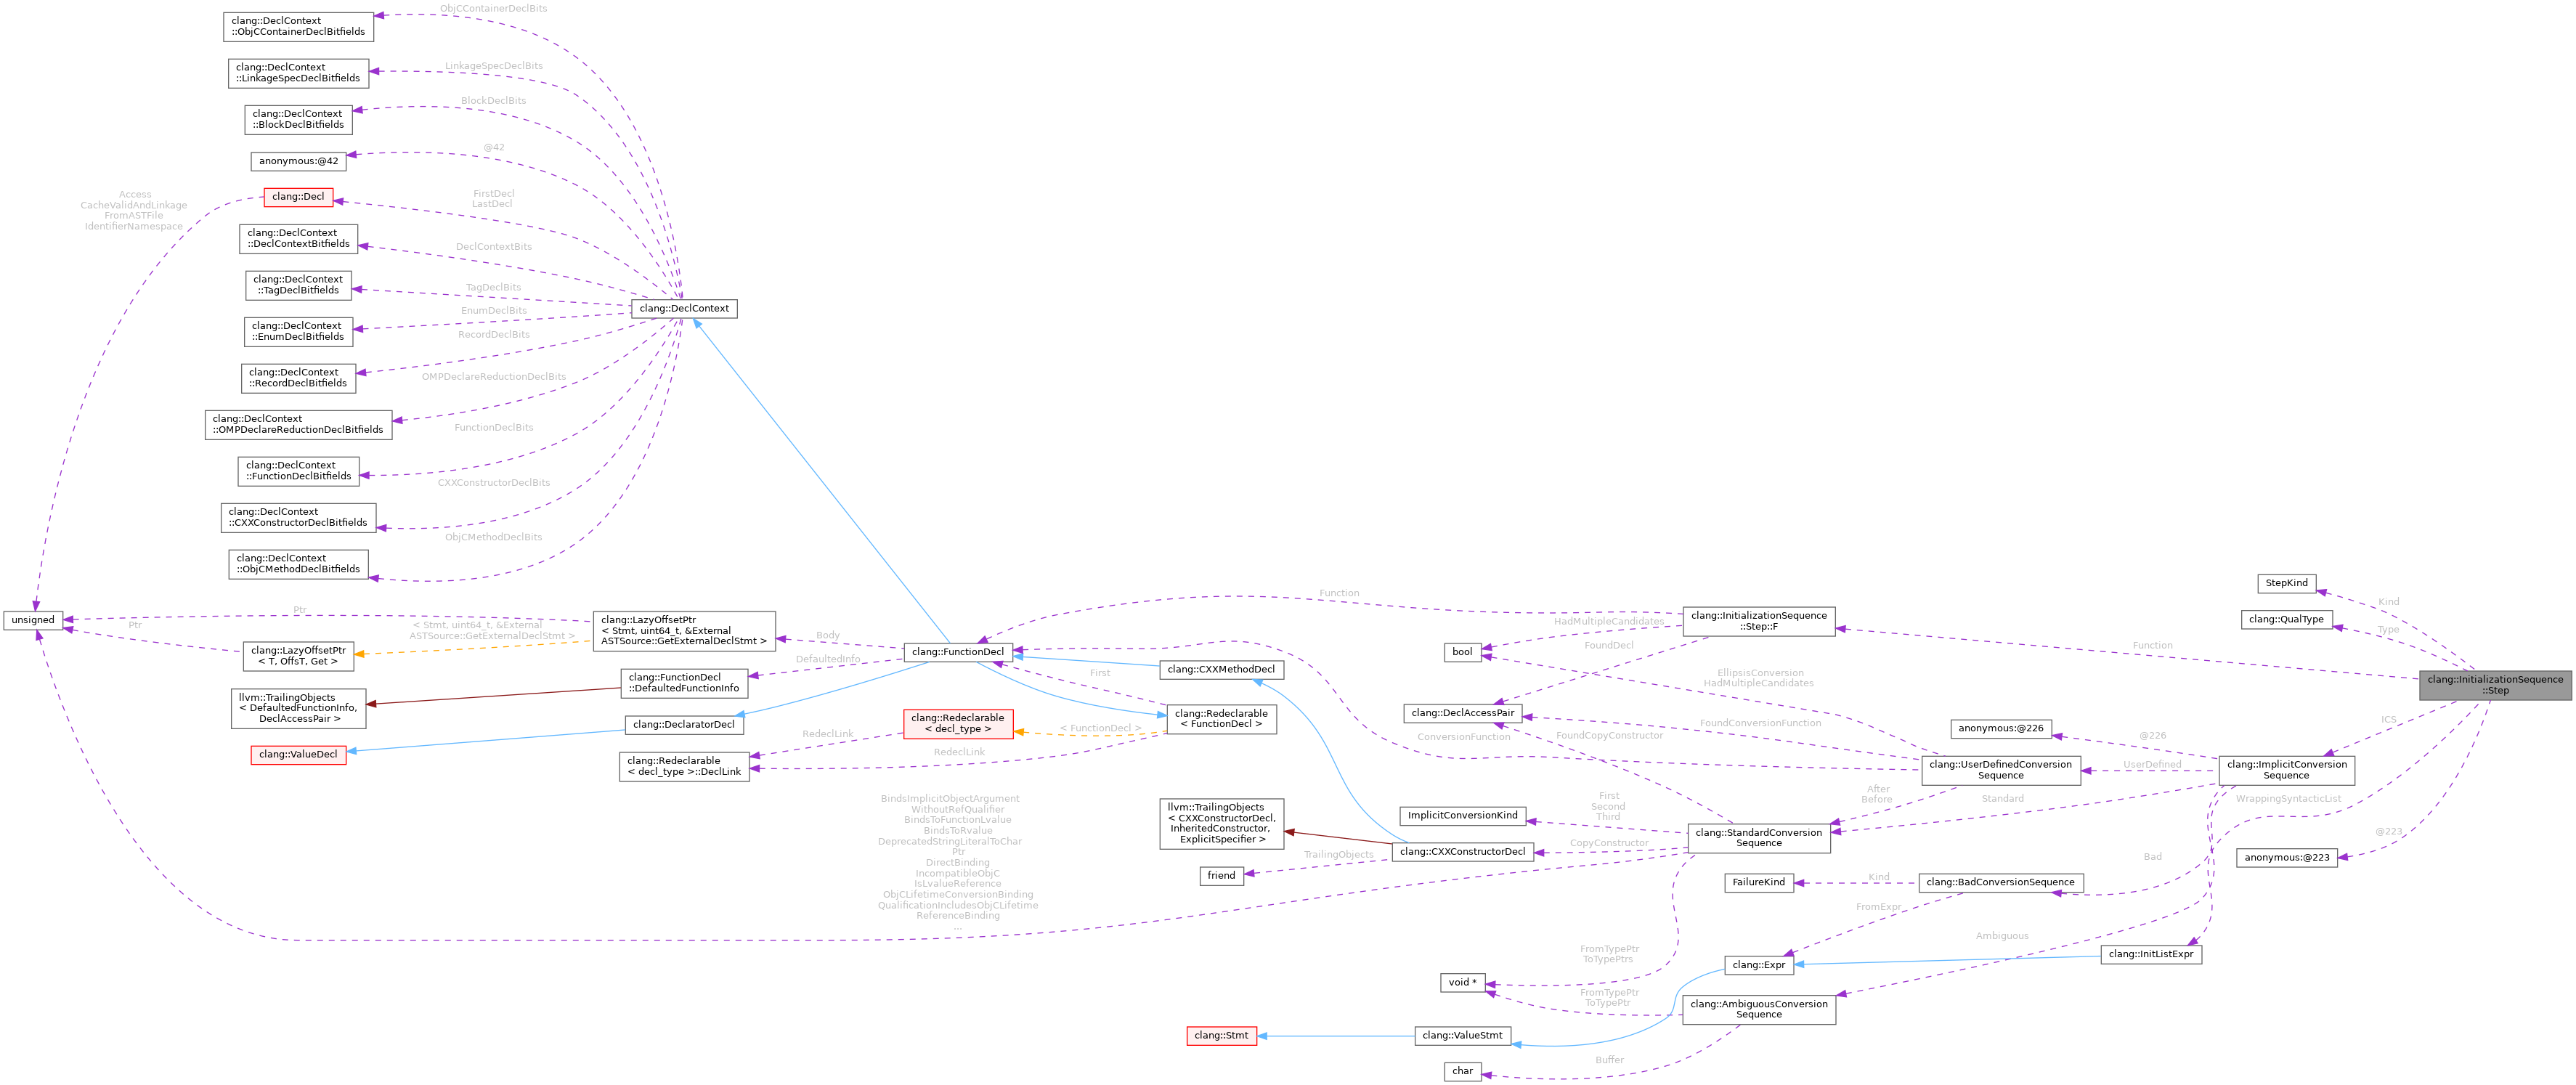 ObjCContainerDeclBits
clang::DeclContext
::ObjCContainerDeclBitfields
LinkageSpecDeclBits
clang::DeclContext
::LinkageSpecDeclBitfields
BlockDeclBits
clang::DeclContext
::BlockDeclBitfields
@42
anonymous:@42
Access
CacheValidAndLinkage
FromASTFile
IdentifierNamespace
clang::Decl
FirstDecl
LastDecl
clang::DeclContext
::DeclContextBitfields
DeclContextBits
clang::DeclContext
::TagDeclBitfields
TagDeclBits
clang::DeclContext
EnumDeclBits
clang::DeclContext
::EnumDeclBitfields
RecordDeclBits
clang::DeclContext
::RecordDeclBitfields
OMPDeclareReductionDeclBits
clang::DeclContext
::OMPDeclareReductionDeclBitfields
FunctionDeclBits
clang::DeclContext
::FunctionDeclBitfields
CXXConstructorDeclBits
clang::DeclContext
::CXXConstructorDeclBitfields
ObjCMethodDeclBits
clang::DeclContext
::ObjCMethodDeclBitfields
unsigned
Ptr
Ptr
< Stmt, uint64_t, &External
ASTSource::GetExternalDeclStmt >
clang::LazyOffsetPtr
< Stmt, uint64_t, &External
ASTSource::GetExternalDeclStmt >
clang::LazyOffsetPtr
< T, OffsT, Get >
Body
DefaultedInfo
clang::FunctionDecl
clang::FunctionDecl
::DefaultedFunctionInfo
llvm::TrailingObjects
< DefaultedFunctionInfo,
DeclAccessPair >
clang::DeclaratorDecl
clang::ValueDecl
clang::Redeclarable
< decl_type >
RedeclLink
RedeclLink
clang::Redeclarable
< decl_type >::DeclLink
First
< FunctionDecl >
clang::CXXMethodDecl
clang::Redeclarable
< FunctionDecl >
Function
BindsImplicitObjectArgument
WithoutRefQualifier
BindsToFunctionLvalue
BindsToRvalue
DeprecatedStringLiteralToChar
Ptr
DirectBinding
IncompatibleObjC
IsLvalueReference
ObjCLifetimeConversionBinding
QualificationIncludesObjCLifetime
ReferenceBinding
...
llvm::TrailingObjects
< CXXConstructorDecl,
InheritedConstructor,
ExplicitSpecifier >
friend
TrailingObjects
clang::CXXConstructorDecl
clang::InitializationSequence
::Step::F
HadMultipleCandidates
FoundDecl
bool
EllipsisConversion
HadMultipleCandidates
clang::DeclAccessPair
FoundConversionFunction
ConversionFunction
FoundCopyConstructor
First
Second
Third
ImplicitConversionKind
CopyConstructor
clang::StandardConversion
Sequence
After
Before
clang::UserDefinedConversion
Sequence
anonymous:@226
@226
UserDefined
Standard
clang::ImplicitConversion
Sequence
StepKind
Kind
clang::QualType
Type
Function
clang::InitializationSequence
::Step
ICS
WrappingSyntacticList
@223
anonymous:@223
Bad
FailureKind
Kind
clang::BadConversionSequence
FromExpr
Ambiguous
clang::InitListExpr
clang::Expr
FromTypePtr
ToTypePtrs
void *
FromTypePtr
ToTypePtr
clang::AmbiguousConversion
Sequence
clang::Stmt
clang::ValueStmt
Buffer
char